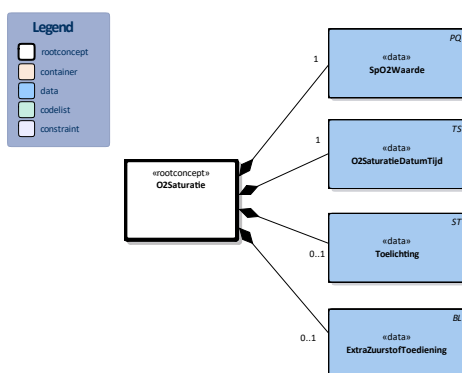 Legend
rootconcept
container
data
codelist
constraint
«rootconcept»
O2Saturatie
1
PQ
«data»
SpO2Waarde
1
TS
«data»
O2SaturatieDatumTijd
0..1
ST
«data»
Toelichting
0..1
BL
«data»
ExtraZuurstofToediening